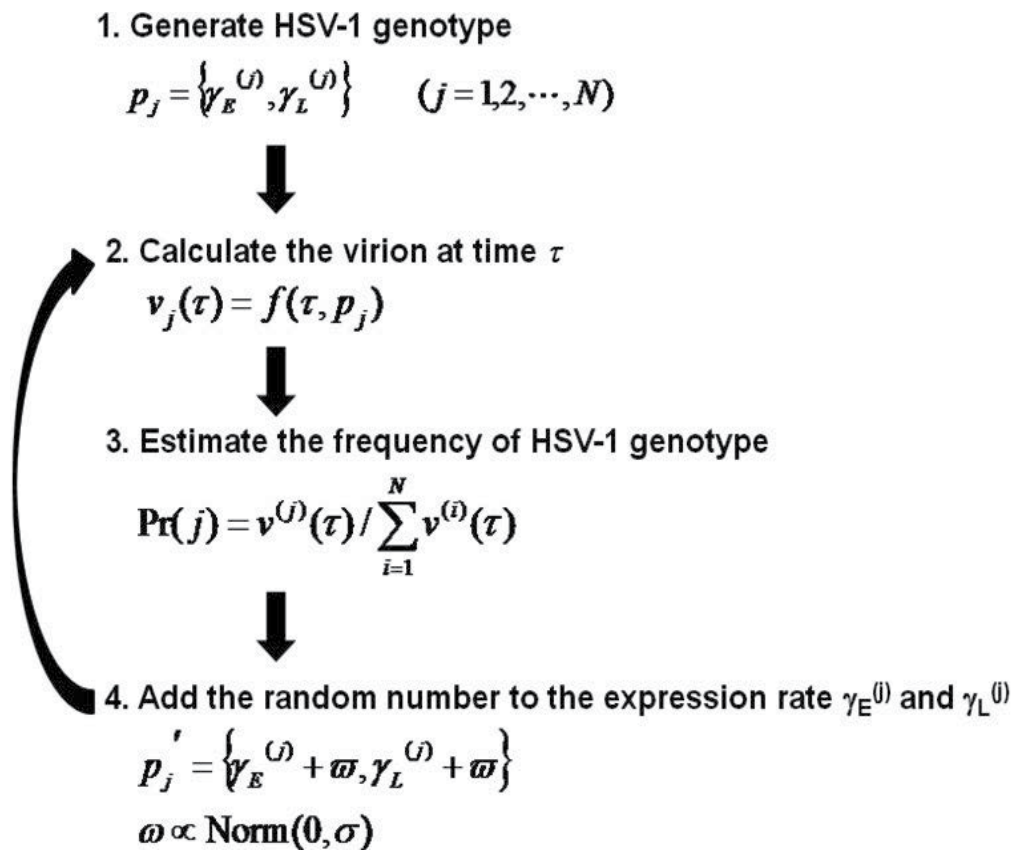 1. Generate HSV-1 genotype
p_j = {γ_E^(j), γ_L^(j)} (j = 1,2,⋯,N)
2. Calculate the virion at time τ
v_j(τ) = f(τ, p_j)
3. Estimate the frequency of HSV-1 genotype
Pr(j) = v^(j)(τ) / ∑_{i=1}^{N} v^(i)(τ)
4. Add the random number to the expression rate γ_E^(j) and γ_L^(j)
p_j' = {γ_E^(j) + ϖ, γ_L^(j) + ϖ}
ω ∝ Norm(0, σ)